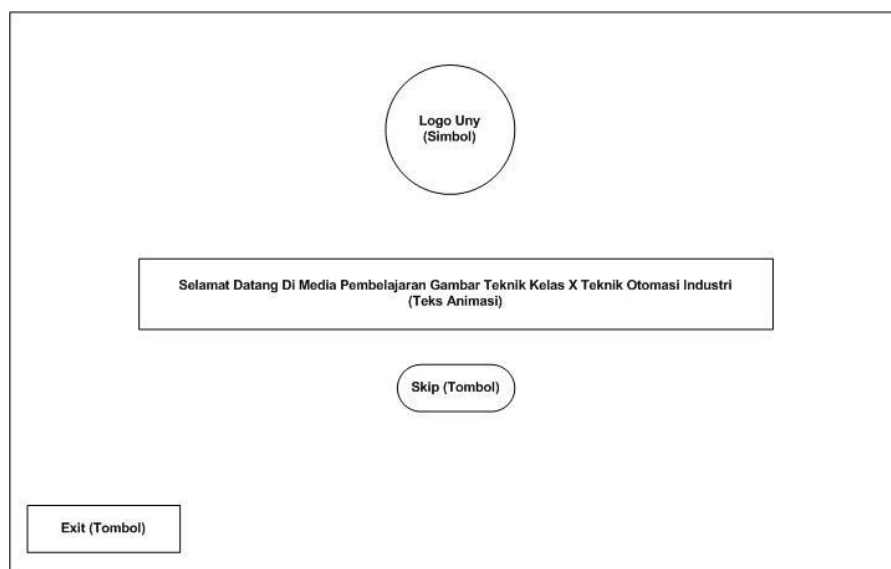 Logo Uny
(Simbol)
Selamat Datang Di Media Pembelajaran Gambar Teknik Kelas X Teknik Otomasi Industri
(Teks Animasi)
Skip (Tombol)
Exit (Tombol)